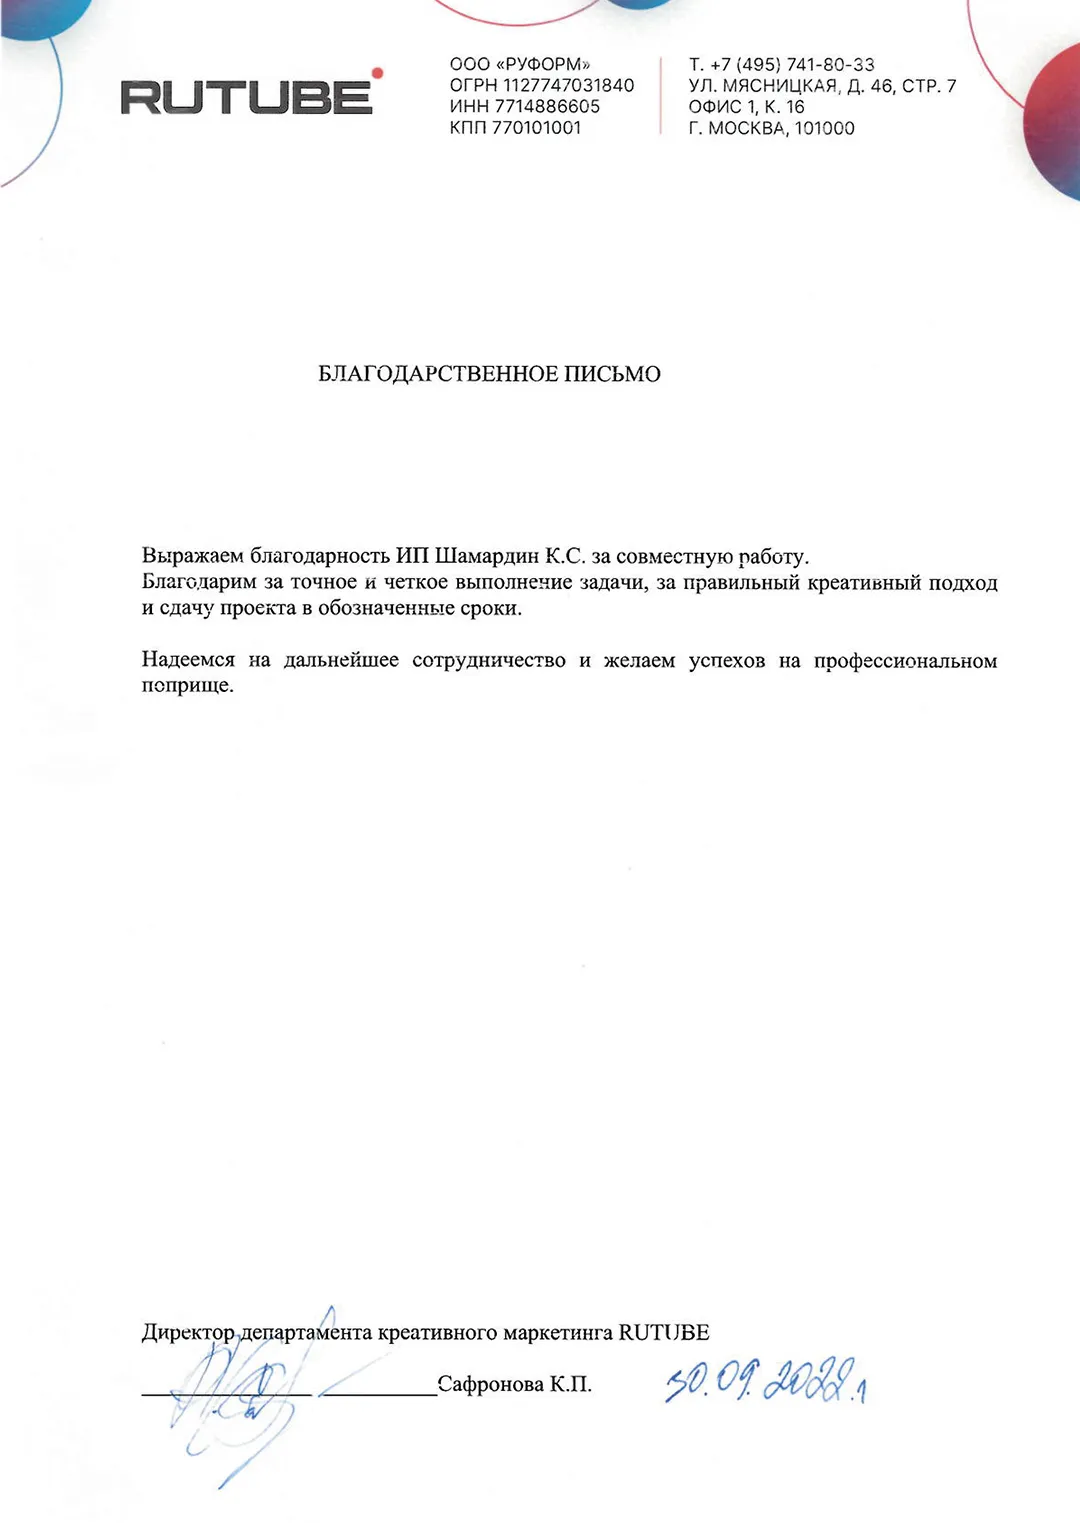 RUTUBE
ООО «РУФОРМ»
ОГРН 1127747031840
ИНН 7714886605
КПП 770101001
Т. +7 (495) 741-80-33
УЛ. МЯСНИЦКАЯ, Д. 46, СТР. 7
ОФИС 1, К. 16
Г. МОСКВА, 101000
БЛАГОДАРСТВЕННОЕ ПИСЬМО
Выражаем благодарность ИП Шамардин К.С. за совместную работу.
Благодарим за точное и четкое выполнение задачи, за правильный креативный подход
и сдачу проекта в обозначенные сроки.
Надеемся на дальнейшее сотрудничество и желаем успехов на профессиональном
поприще.
Директор департамента креативного маркетинга RUTUBE
Сафронова К.П.
30.09.2022г